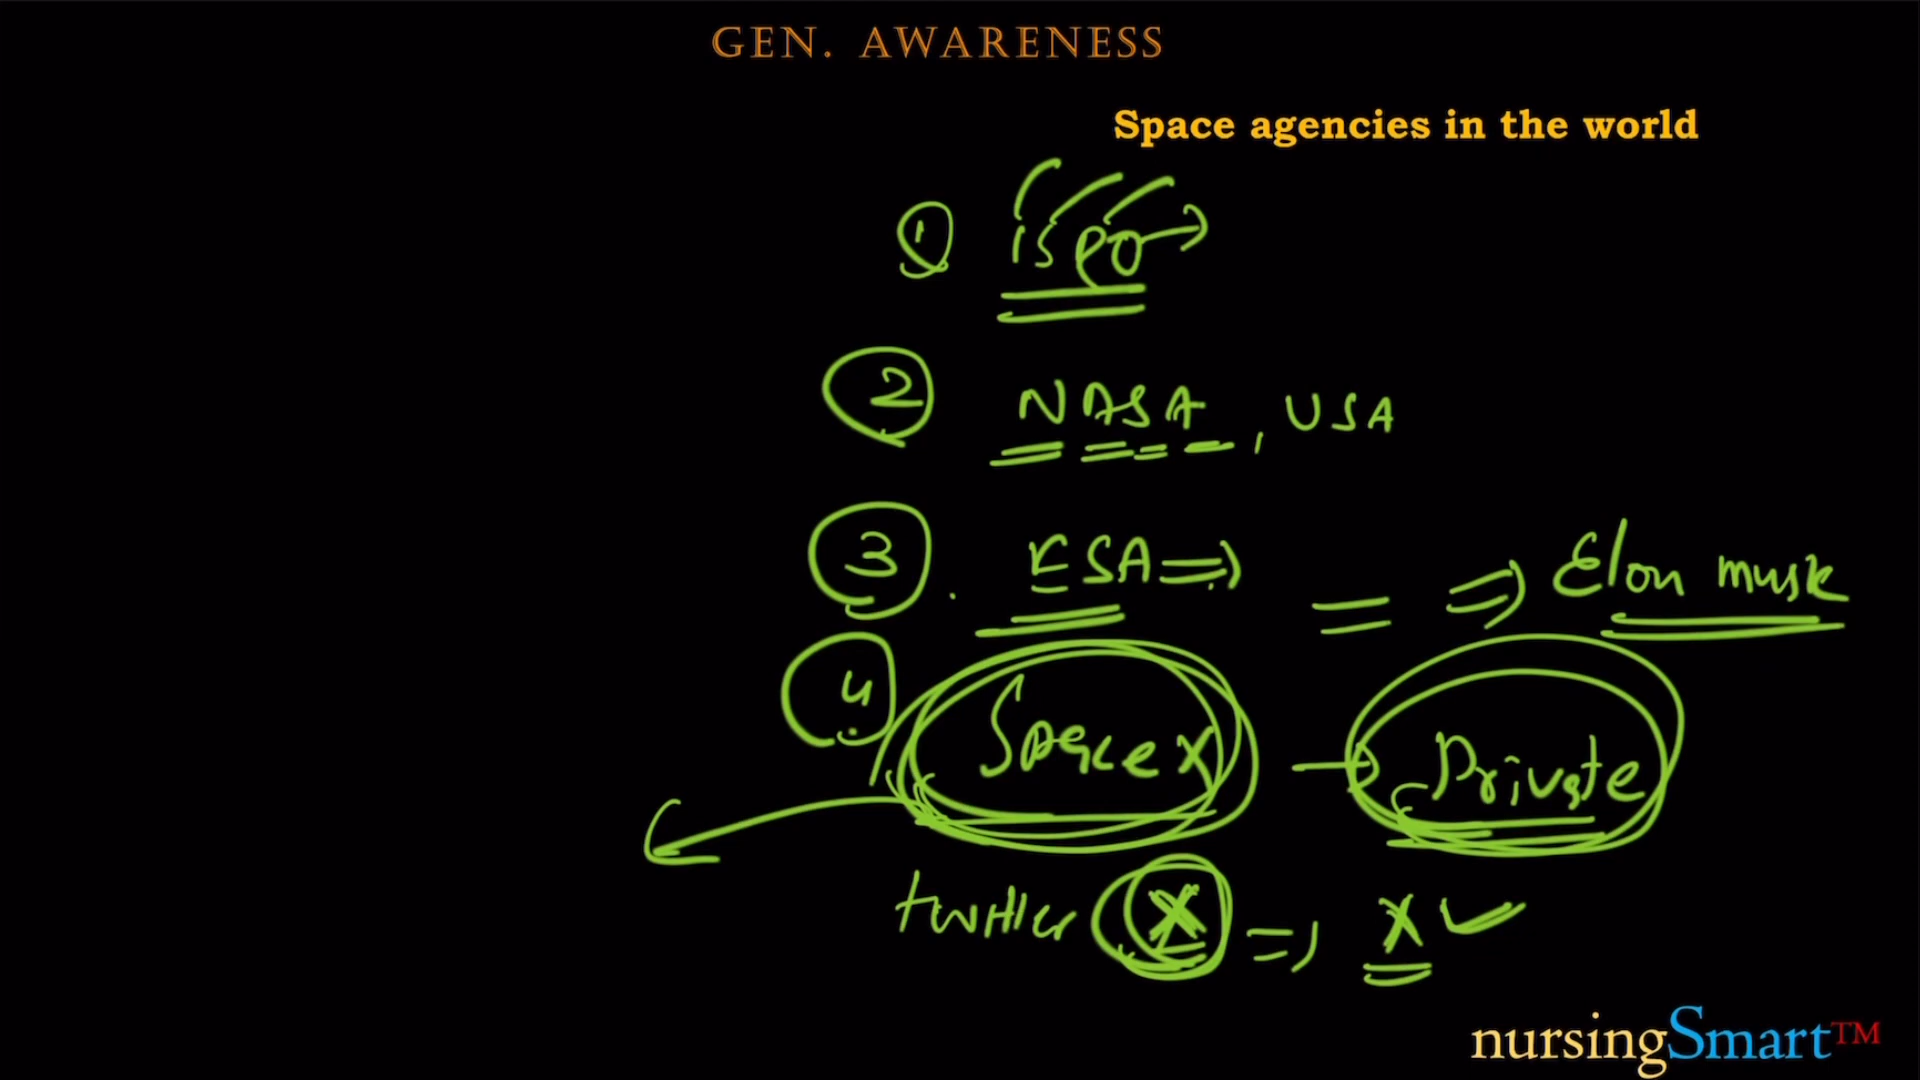 GEN. AWARENESS
Space agencies in the world
1 isro
2 NASA, USA
3. ESA => = => Elon musk
4 Space X → Private
twitter X => X ✓
nursingSmart™